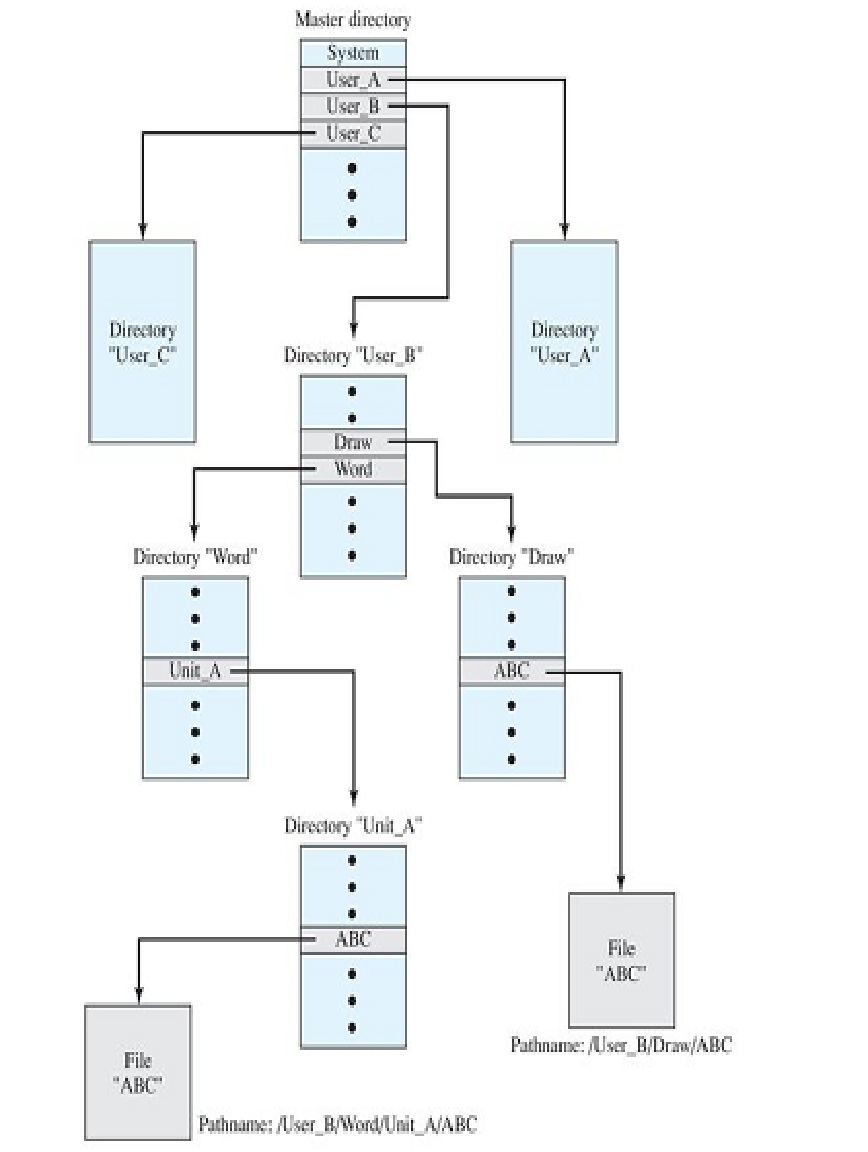 Master directory
System
User_A
User_B
User_C
Directory
"User_C"
Directory
"User_A"
Directory "User_B"
Draw
Word
Directory "Word"
Directory "Draw"
Unit_A
ABC
Directory "Unit_A"
ABC
File
"ABC"
Pathname: /User_B/Draw/ABC
File
"ABC"
Pathname: /User_B/Word/Unit_A/ABC